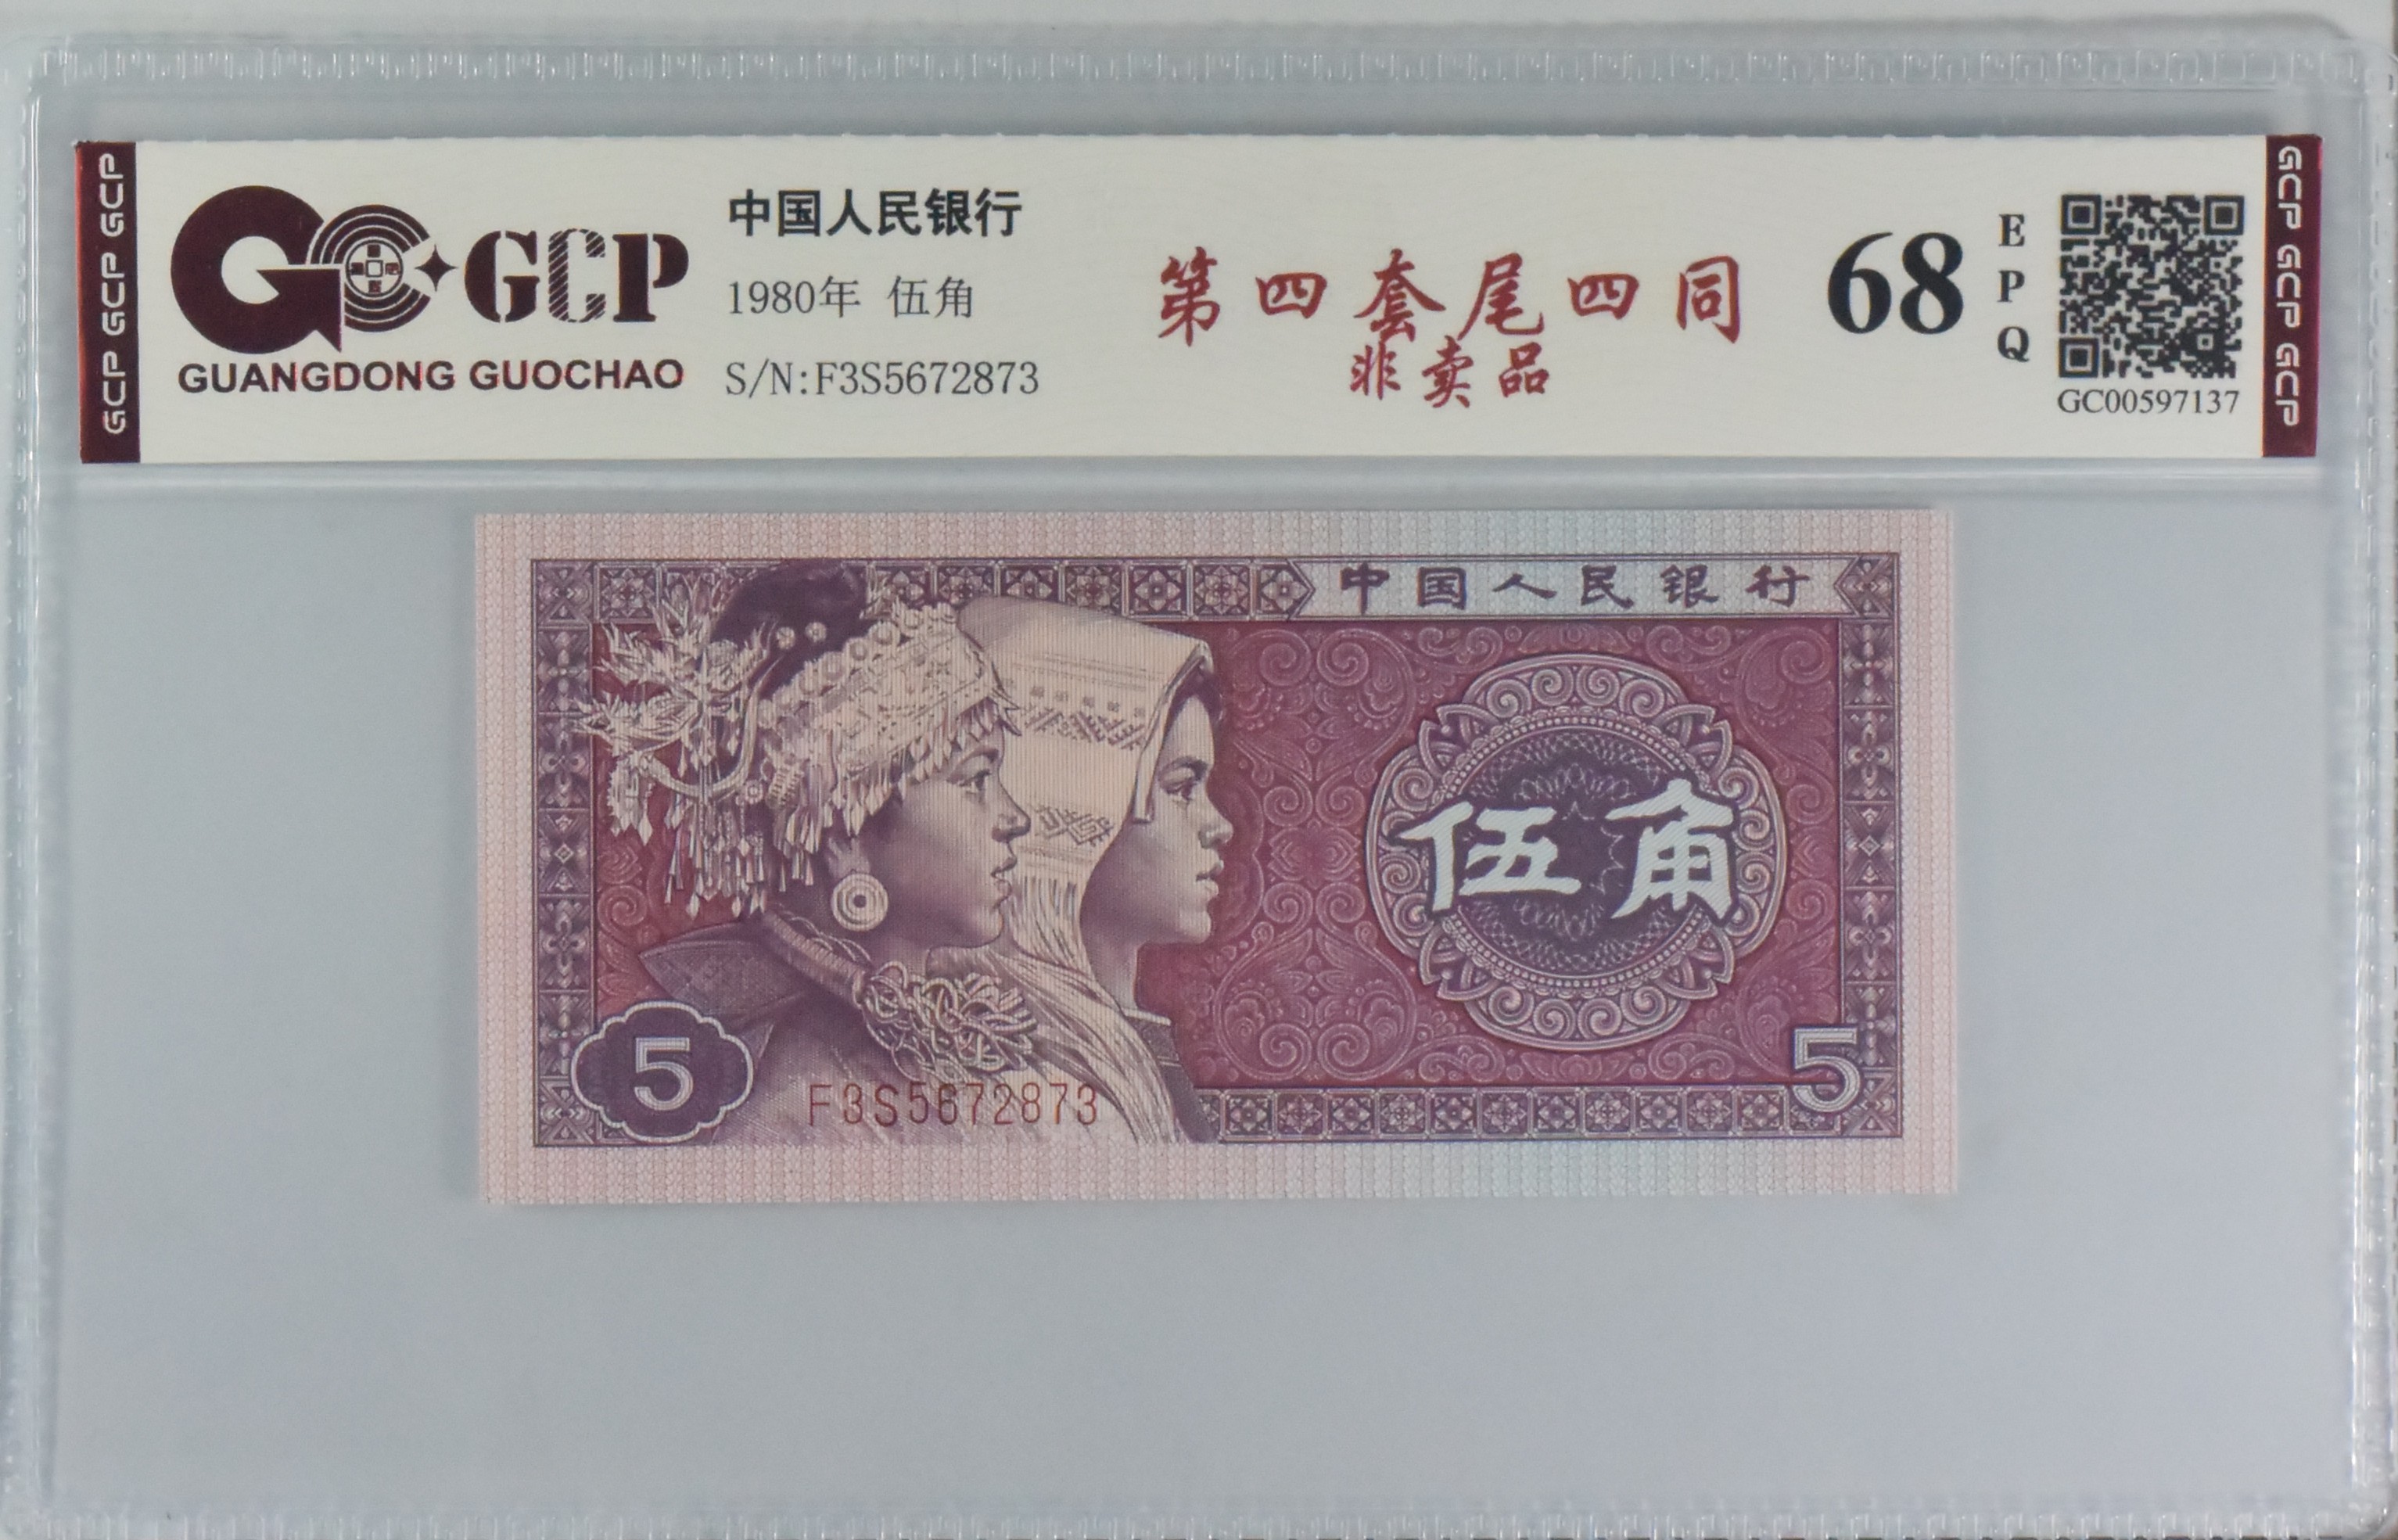 GCP GCP GCP
GCP
GUANGDONG GUOCHAO
中国人民银行
1980年 伍角
S/N:F3S5672873
第四套尾四同
非卖品
68
EPQ
GC00597137
GCP GCP GCP
中国人民银行
伍角
5
F3S5672873
5